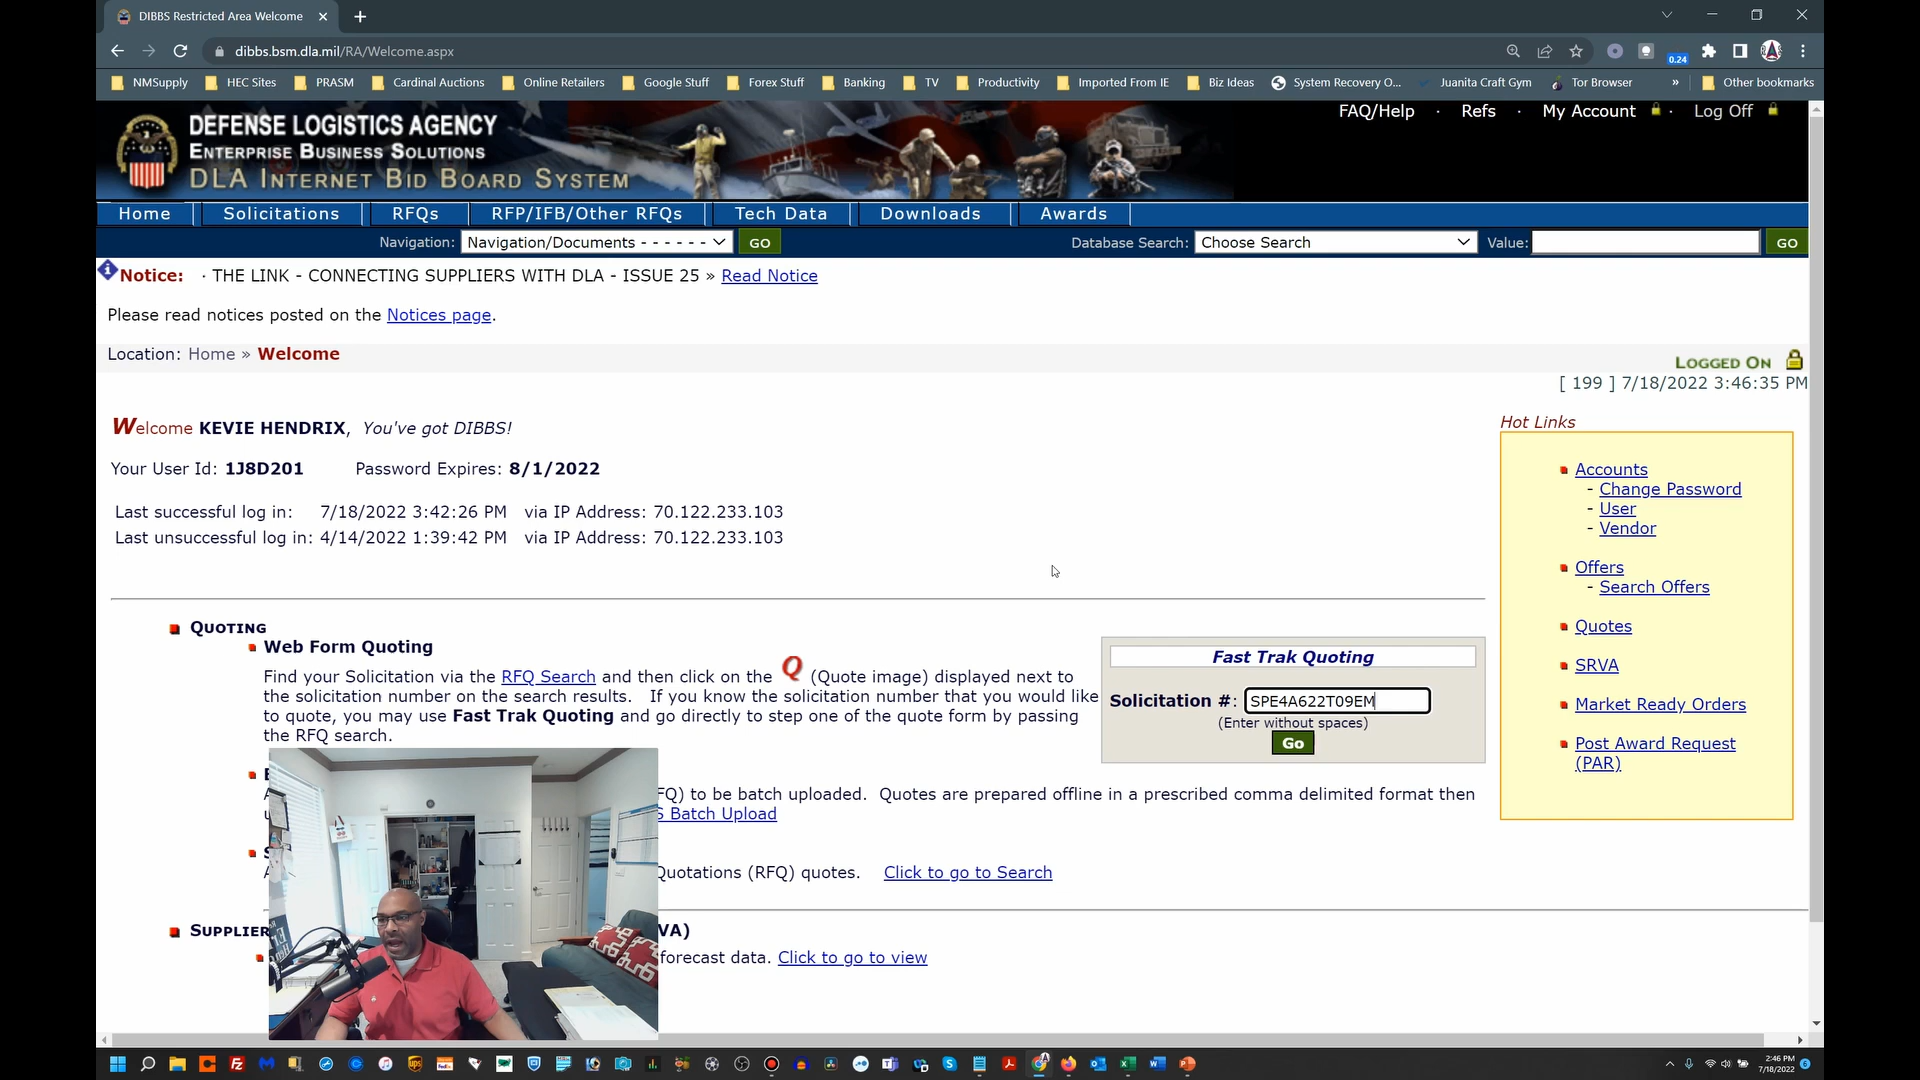 DIBBS Restricted Area Welcome
dibbs.bsm.dla.mil/RA/Welcome.aspx
0.24
NMSupply HEC Sites PRASM Cardinal Auctions Online Retailers Google Stuff Forex Stuff Banking TV Productivity Imported From IE Biz Ideas System Recovery O... Juanita Craft Gym Tor Browser » Other bookmarks
FAQ/Help · Refs · My Account · Log Off
DEFENSE LOGISTICS AGENCY
ENTERPRISE BUSINESS SOLUTIONS
DLA INTERNET BID BOARD SYSTEM
Home Solicitations RFQs RFP/IFB/Other RFQs Tech Data Downloads Awards
Navigation: Navigation/Documents - - - - - - GO Database Search: Choose Search Value: GO
Notice: · THE LINK - CONNECTING SUPPLIERS WITH DLA - ISSUE 25 » Read Notice
Please read notices posted on the Notices page.
Location: Home » Welcome
LOGGED ON
[ 199 ] 7/18/2022 3:46:35 PM
Welcome KEVIE HENDRIX, You've got DIBBS!
Your User Id: 1J8D201 Password Expires: 8/1/2022
Last successful log in: 7/18/2022 3:42:26 PM via IP Address: 70.122.233.103
Last unsuccessful log in: 4/14/2022 1:39:42 PM via IP Address: 70.122.233.103
Hot Links
Accounts
- Change Password
- User
- Vendor
Offers
- Search Offers
Quotes
SRVA
Market Ready Orders
Post Award Request
(PAR)
QUOTING
Web Form Quoting
Find your Solicitation via the RFQ Search and then click on the Q (Quote image) displayed next to
the solicitation number on the search results. If you know the solicitation number that you would like
to quote, you may use Fast Trak Quoting and go directly to step one of the quote form by passing
the RFQ search.
Fast Trak Quoting
Solicitation #: SPE4A622T09EM
(Enter without spaces)
Go
FQ) to be batch uploaded. Quotes are prepared offline in a prescribed comma delimited format then
S Batch Upload
Quotations (RFQ) quotes. Click to go to Search
SUPPLIER
VA)
forecast data. Click to go to view
2:46 PM
7/18/2022